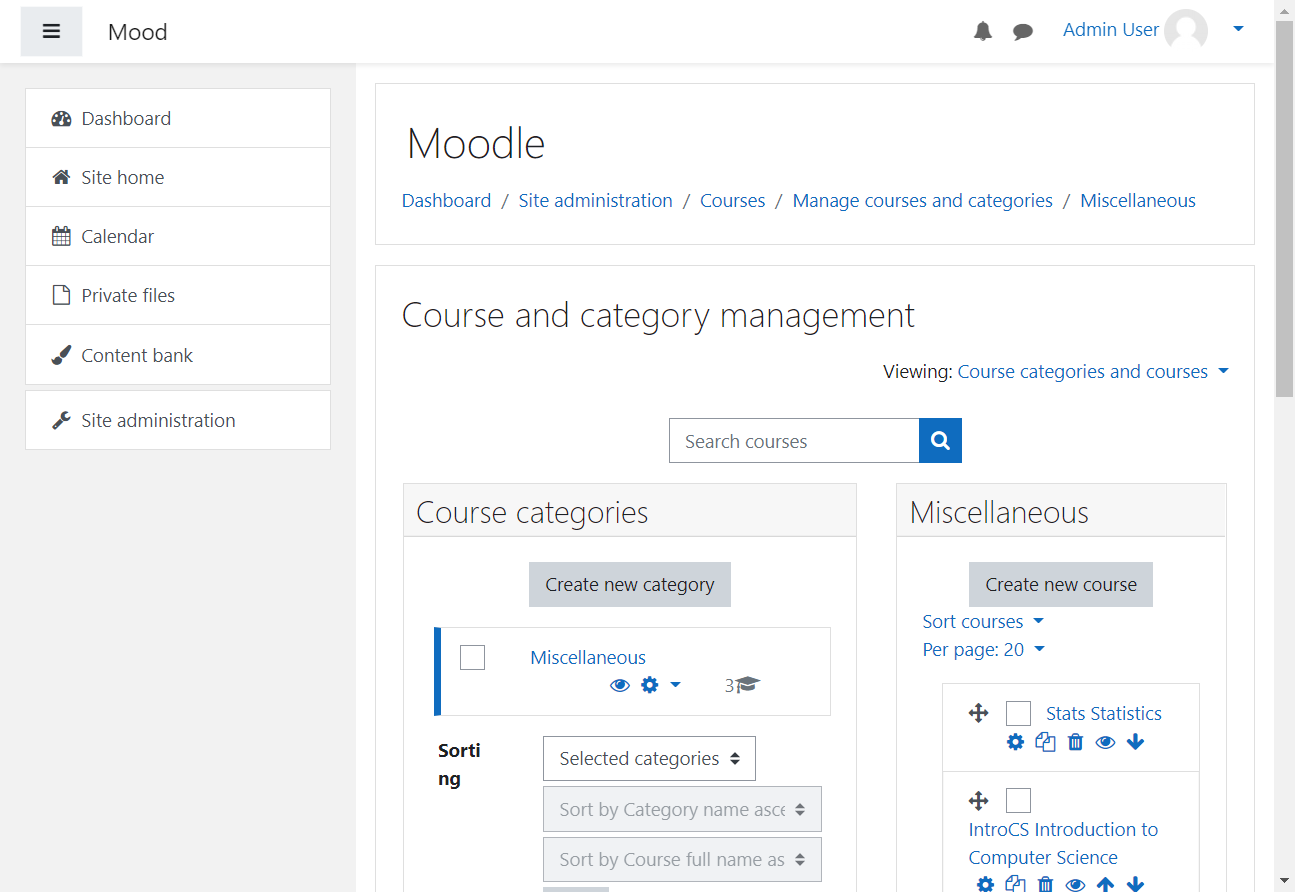 Mood
Admin User
Dashboard
Site home
Calendar
Private files
Content bank
Site administration
Moodle
Dashboard / Site administration / Courses / Manage courses and categories / Miscellaneous
Course and category management
Viewing: Course categories and courses
Search courses
Course categories
Create new category
Miscellaneous
3
Sorti
ng
Selected categories
Sort by Category name asce
Sort by Course full name as
Miscellaneous
Create new course
Sort courses
Per page: 20
Stats Statistics
IntroCS Introduction to
Computer Science